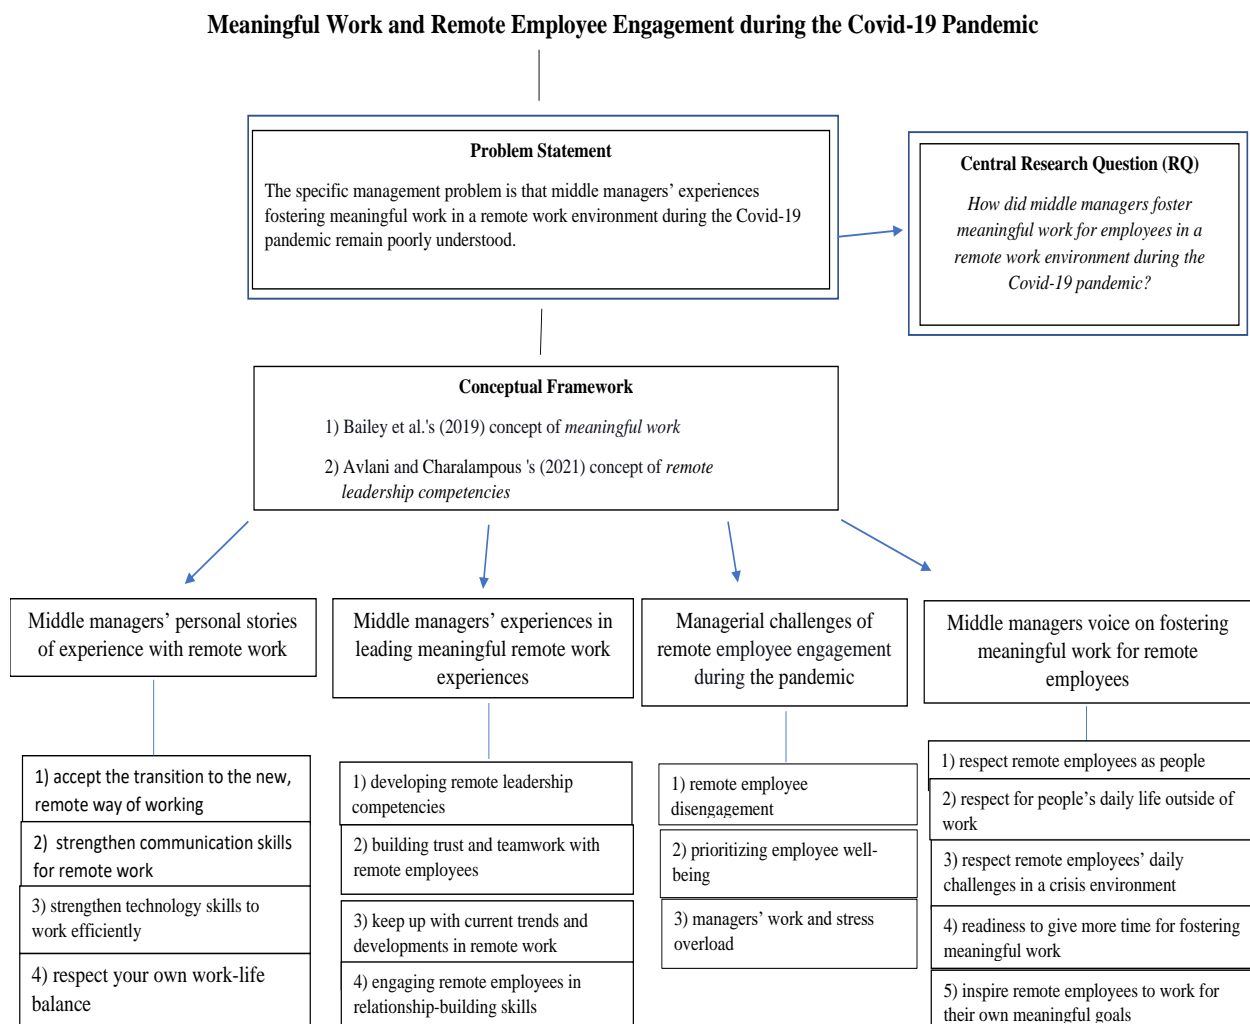 Meaningful Work and Remote Employee Engagement during the Covid-19 Pandemic
Problem Statement
The specific management problem is that middle managers’ experiences
fostering meaningful work in a remote work environment during the Covid-19
pandemic remain poorly understood.
Central Research Question (RQ)
How did middle managers foster
meaningful work for employees in a
remote work environment during the
Covid-19 pandemic?
Conceptual Framework
1) Bailey et al.'s (2019) concept of meaningful work
2) Avlani and Charalampous 's (2021) concept of remote
leadership competencies
Middle managers’ personal stories
of experience with remote work
1) accept the transition to the new,
remote way of working
2) strengthen communication skills
for remote work
3) strengthen technology skills to
work efficiently
4) respect your own work-life
balance
Middle managers’ experiences in
leading meaningful remote work
experiences
1) developing remote leadership
competencies
2) building trust and teamwork with
remote employees
3) keep up with current trends and
developments in remote work
4) engaging remote employees in
relationship-building skills
Managerial challenges of
remote employee engagement
during the pandemic
1) remote employee
disengagement
2) prioritizing employee well-
being
3) managers’ work and stress
overload
Middle managers voice on fostering
meaningful work for remote
employees
1) respect remote employees as people
2) respect for people’s daily life outside of
work
3) respect remote employees’ daily
challenges in a crisis environment
4) readiness to give more time for fostering
meaningful work
5) inspire remote employees to work for
their own meaningful goals